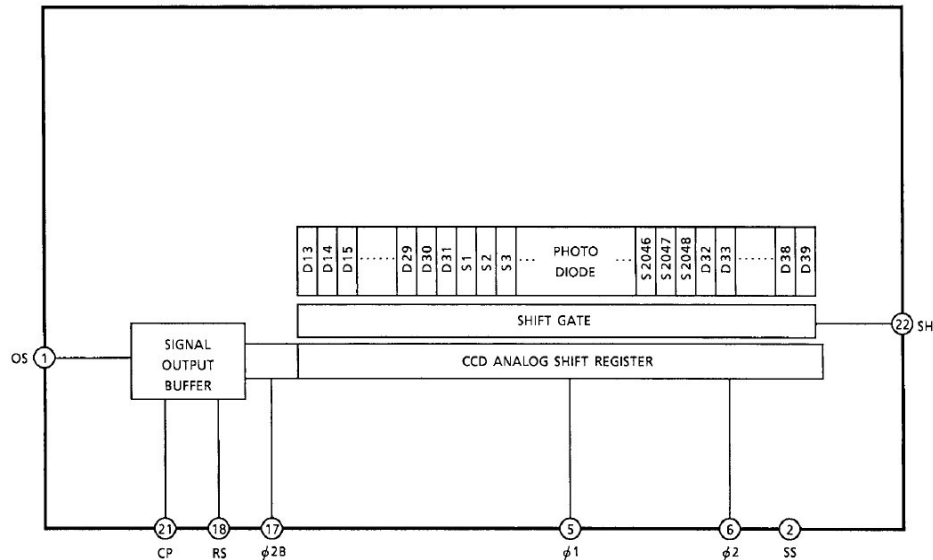 D13 D14 D15 ...... D29 D30 D31 S1 S2 S3 ... PHOTO DIODE ... S2046 S2047 S2048 D32 D33 ...... D38 D39
SHIFT GATE
22 SH
OS 1
SIGNAL
OUTPUT
BUFFER
CCD ANALOG SHIFT REGISTER
21 18 17 5 6 2
CP RS ϕ2B ϕ1 ϕ2 SS